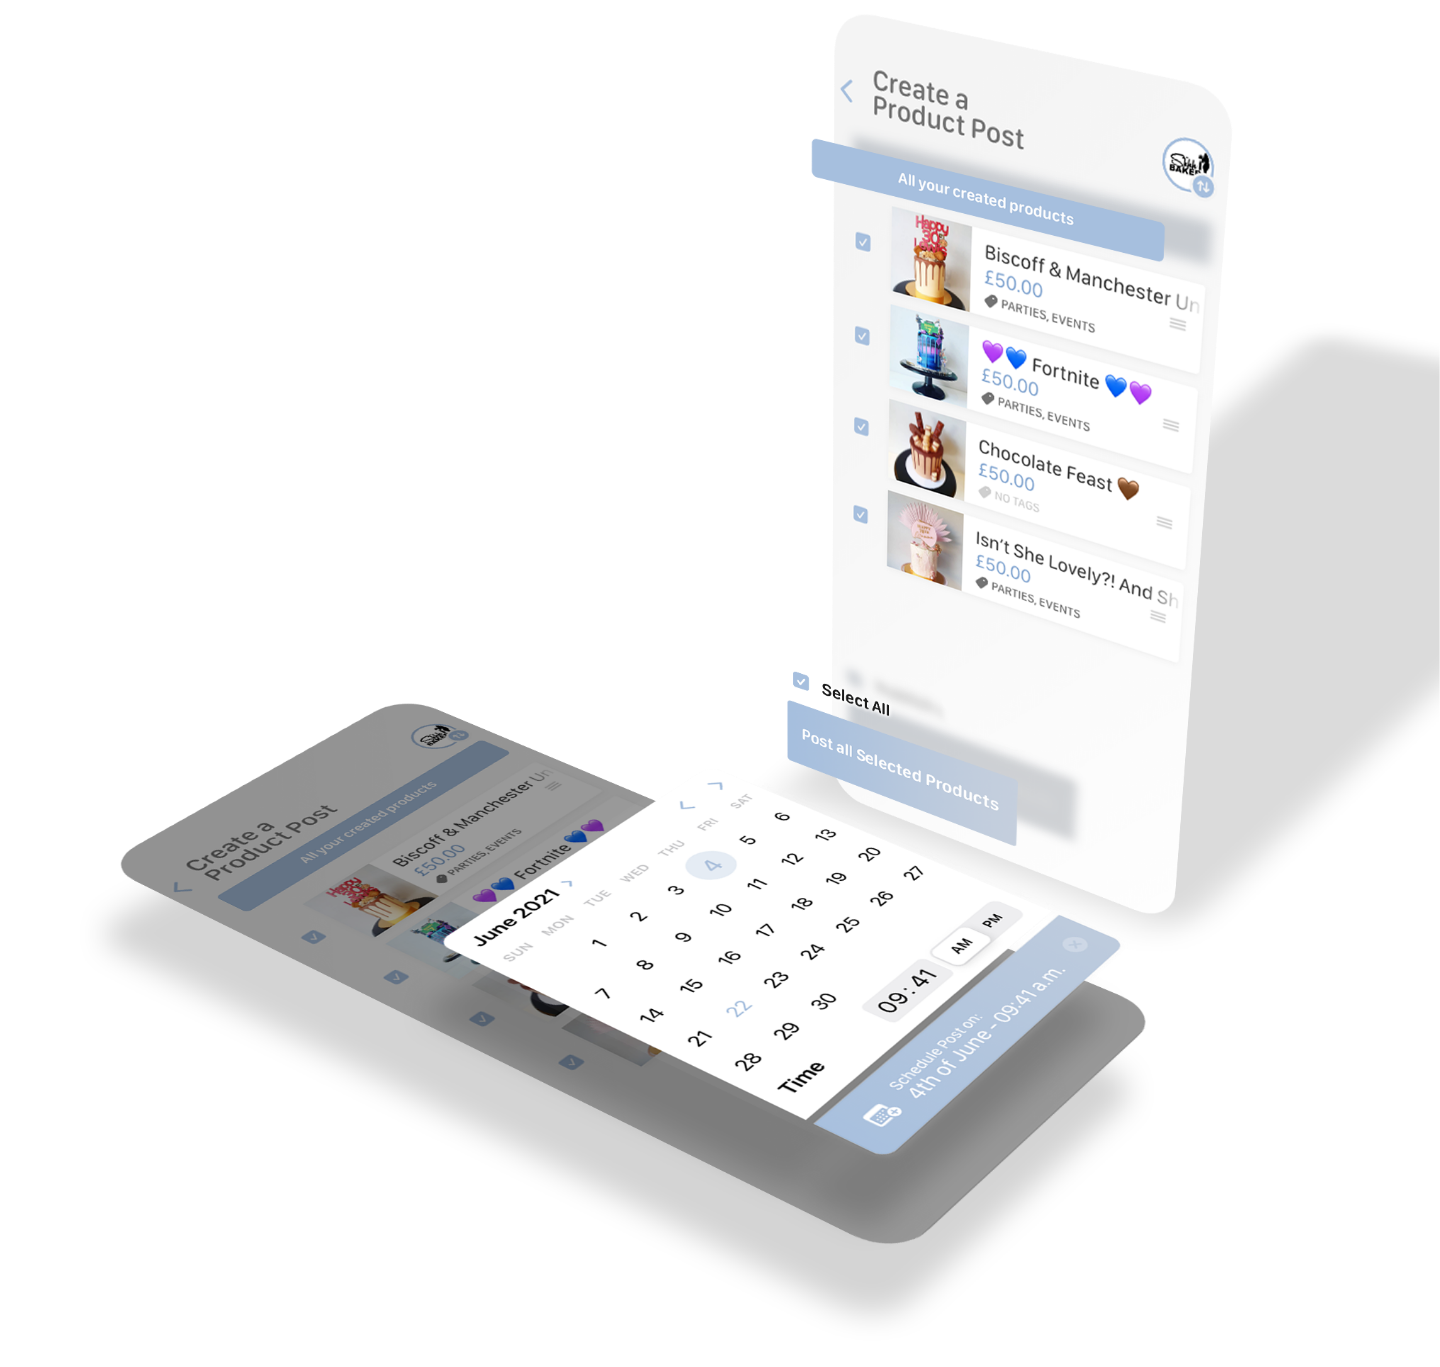 Create a
Product Post
BAKE
All your created products
Happy
30
Biscoff & Manchester Un
£50.00
PARTIES, EVENTS
💜💙 Fortnite 💙💜
£50.00
PARTIES, EVENTS
Chocolate Feast 🤎
£50.00
NO TAGS
Isn't She Lovely?! And Sh
£50.00
PARTIES, EVENTS
Select All
Post all Selected Products
Create a
Product Post
All your created products
Happy
Biscoff & Manchester Un
£50.00
PARTIES, EVENTS
💜💙 Fortnite 💙💜
June 2021
SUN MON TUE WED THU FRI SAT
1 2 3 4 5 6
7 8 9 10 11 12 13
14 15 16 17 18 19 20
21 22 23 24 25 26 27
28 29 30
Time 09:41 AM PM
Schedule Post on:
4th of June - 09:41 a.m.